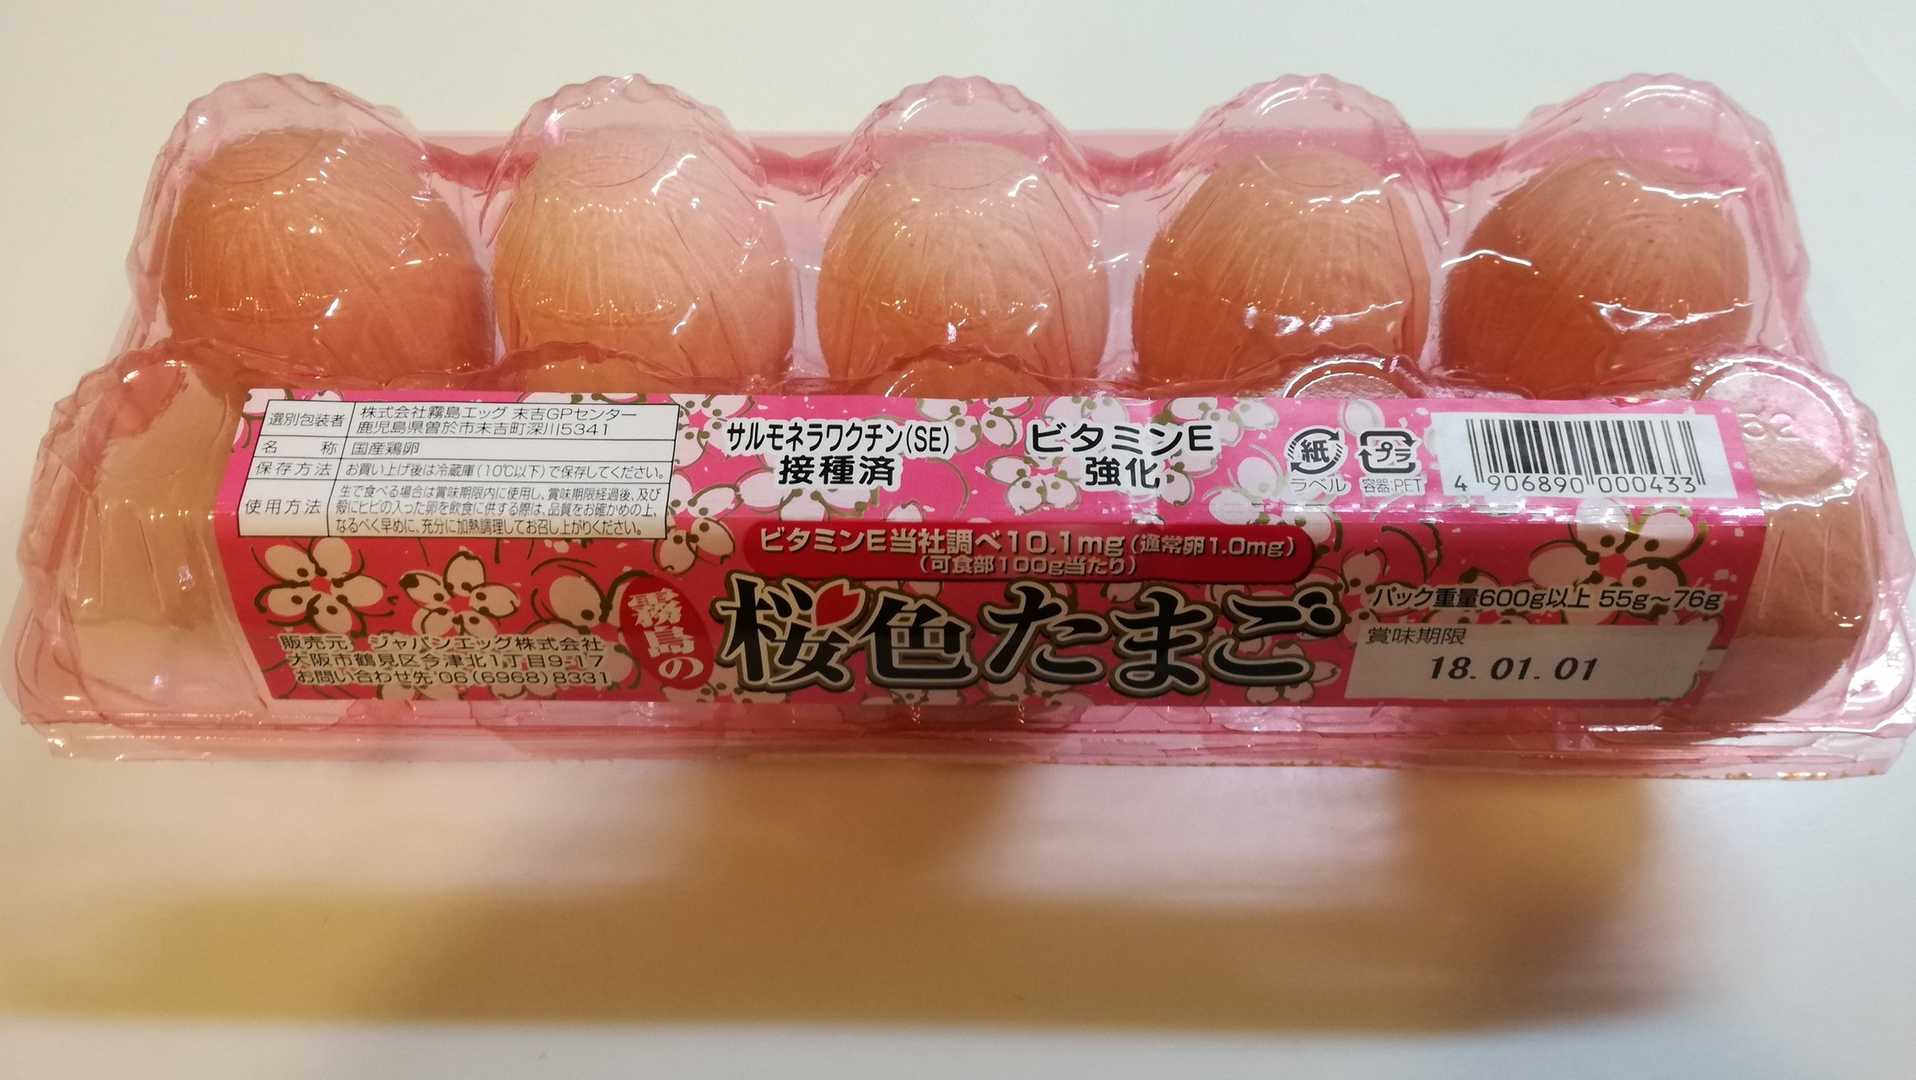 選別包装者
株式会社霧島エッグ 末吉GPセンター
鹿児島県曽於市末吉町深川5341
名 称
国産鶏卵
保存方法
お買い上げ後は冷蔵庫(10℃以下)で保存してください。
使用方法
生で食べる場合は賞味期限内に使用し、賞味期限経過後、及び
殻にヒビの入った卵を飲食に供する際は、品質をお確かめの上、
なるべく早めに、充分に加熱調理してお召し上がりください。
サルモネラワクチン(SE)
接種済
ビタミンE
強化
紙
ラベル
プラ
容器:PET
4 906890 000433
ビタミンE当社調べ10.1mg(通常卵1.0mg)
(可食部100g当たり)
霧島の
桜色たまご
販売元 ジャパンエッグ株式会社
大阪市鶴見区今津北1丁目9-17
お問い合わせ先 06(6968)8331
パック重量600g以上 55g~76g
賞味期限
18.01.01